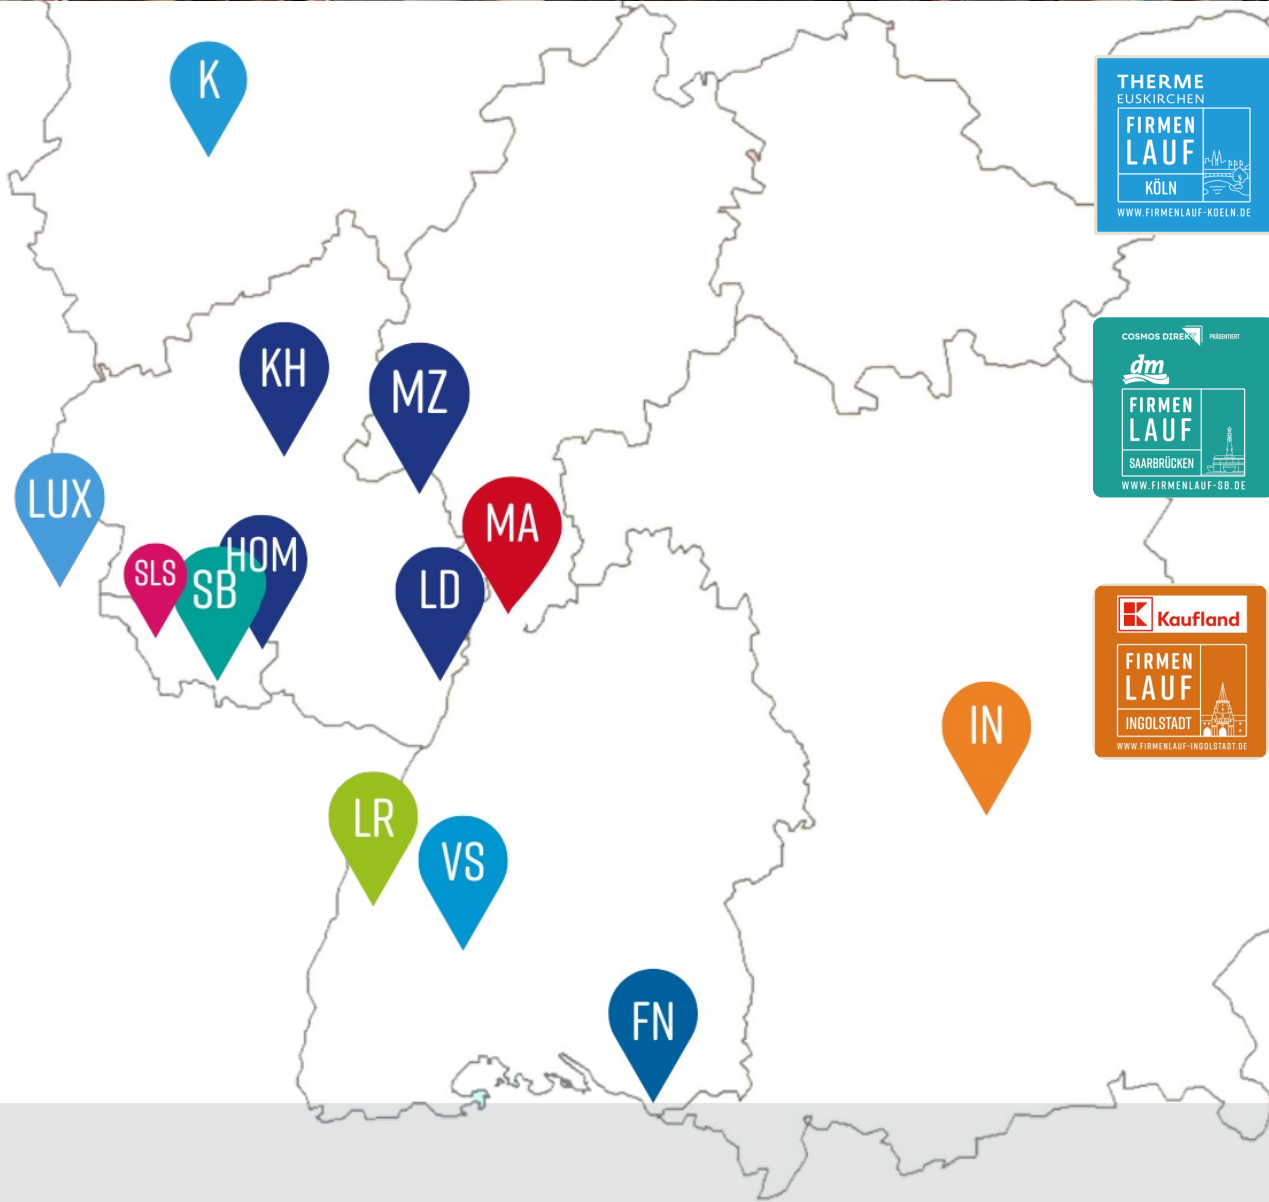 K
KH
MZ
LUX
MA
HOM
SLS
SB
LD
IN
LR
VS
FN
THERME
EUSKIRCHEN
FIRMEN
LAUF
KÖLN
WWW.FIRMENLAUF-KOELN.DE
COSMOS DIREKT PRÄSENTIERT
dm
FIRMEN
LAUF
SAARBRÜCKEN
WWW.FIRMENLAUF-SB.DE
K Kaufland
FIRMEN
LAUF
INGOLSTADT
WWW.FIRMENLAUF-INGOLSTADT.DE